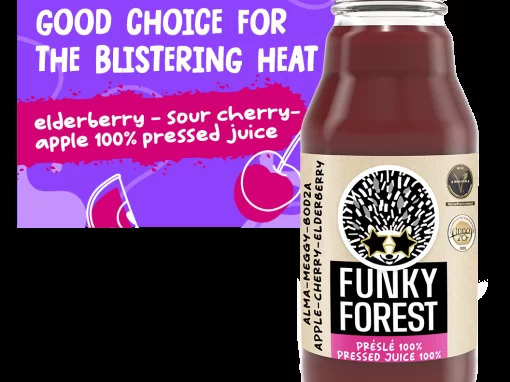 GOOD CHOICE FOR
THE BLISTERING HEAT
elderberry - sour cherry-
apple 100% pressed juice
ALMA-MEGGY-BODZA
APPLE-CHERRY-ELDERBERRY
FUNKY
FOREST
PRÉSLÉ 100%
PRESSED JUICE 100%